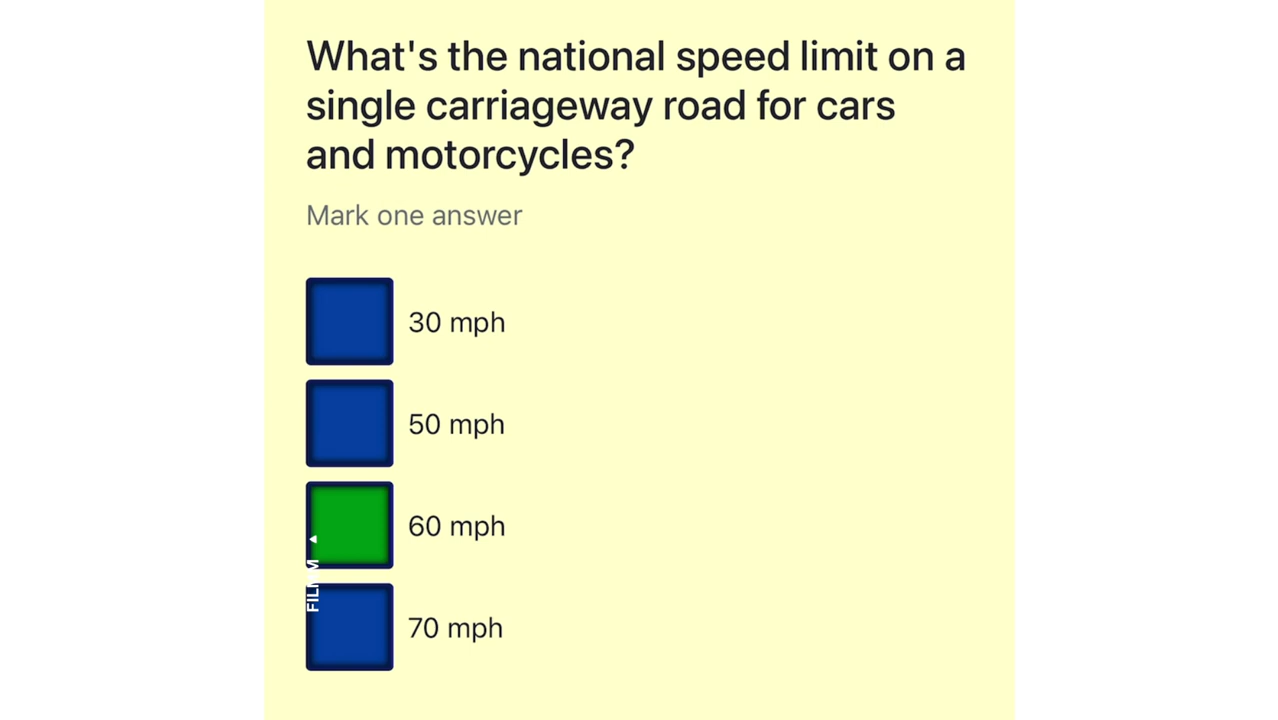 What's the national speed limit on a
single carriageway road for cars
and motorcycles?
Mark one answer
30 mph
50 mph
60 mph
70 mph